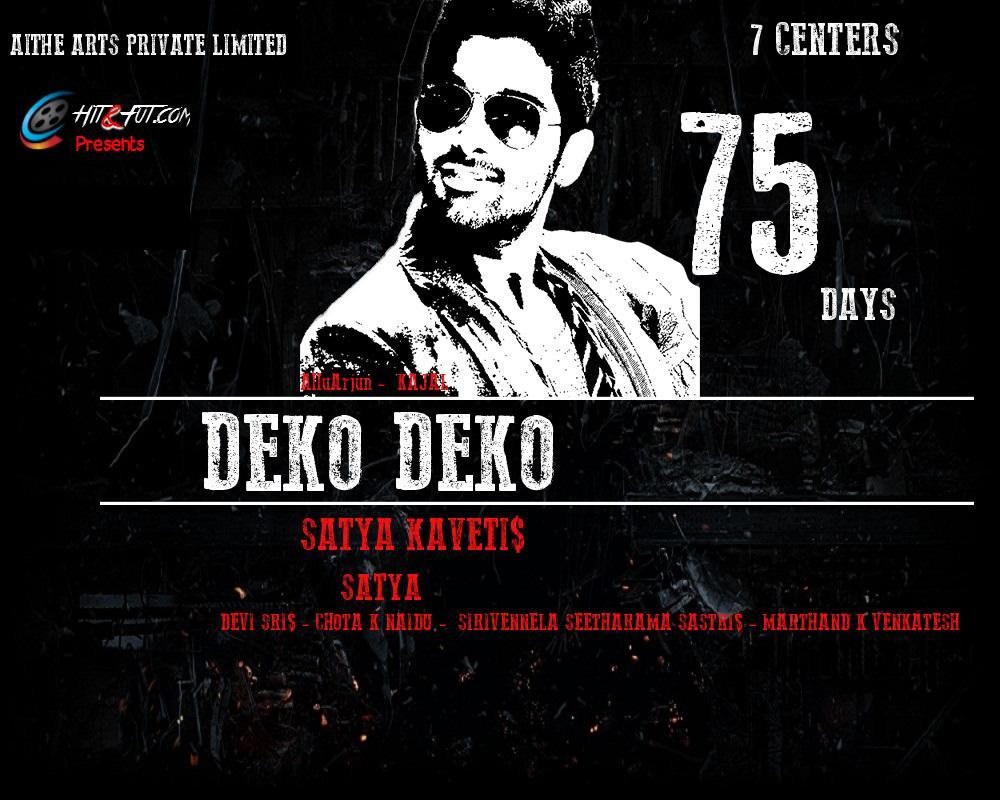 AITHE ARTS PRIVATE LIMITED
7 CENTERS
HIT&FUT.COM
Presents
75
DAYS
AlluArjun - KAJAL
DEKO DEKO
SATYA KAVETI$
SATYA
DEVI SRI$ - CHOTA K NAIDU,- SIRIVENNELA SEETHARAMA SASTRI$ - MARTHAND K VENKATESH